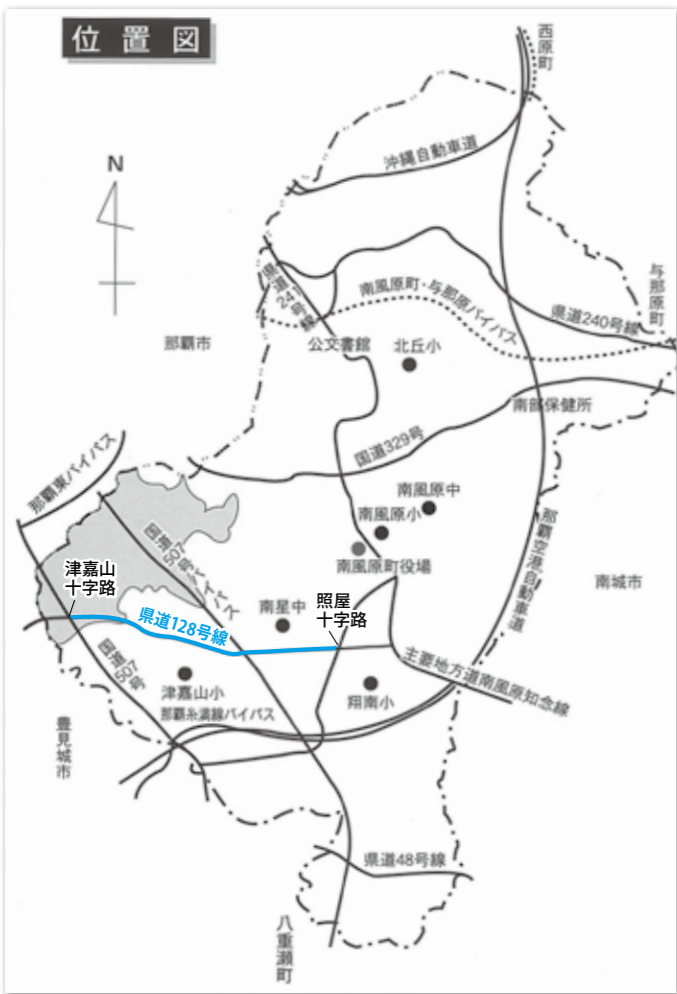 位置図
N
西原町
沖縄自動車道
与那原町
県道241号線
南風原町・与那原バイパス
県道240号線
那覇市
公文書館
北丘小
南部保健所
国道329号
那覇東バイパス
南風原中
南風原小
国道507号バイパス
那覇空港自動車道
南風原町役場
津嘉山
十字路
南城市
照屋
十字路
南星中
県道128号線
国道507号
主要地方道南風原知念線
津嘉山小
翔南小
那覇糸満線バイパス
豊見城市
県道48号線
八重瀬町